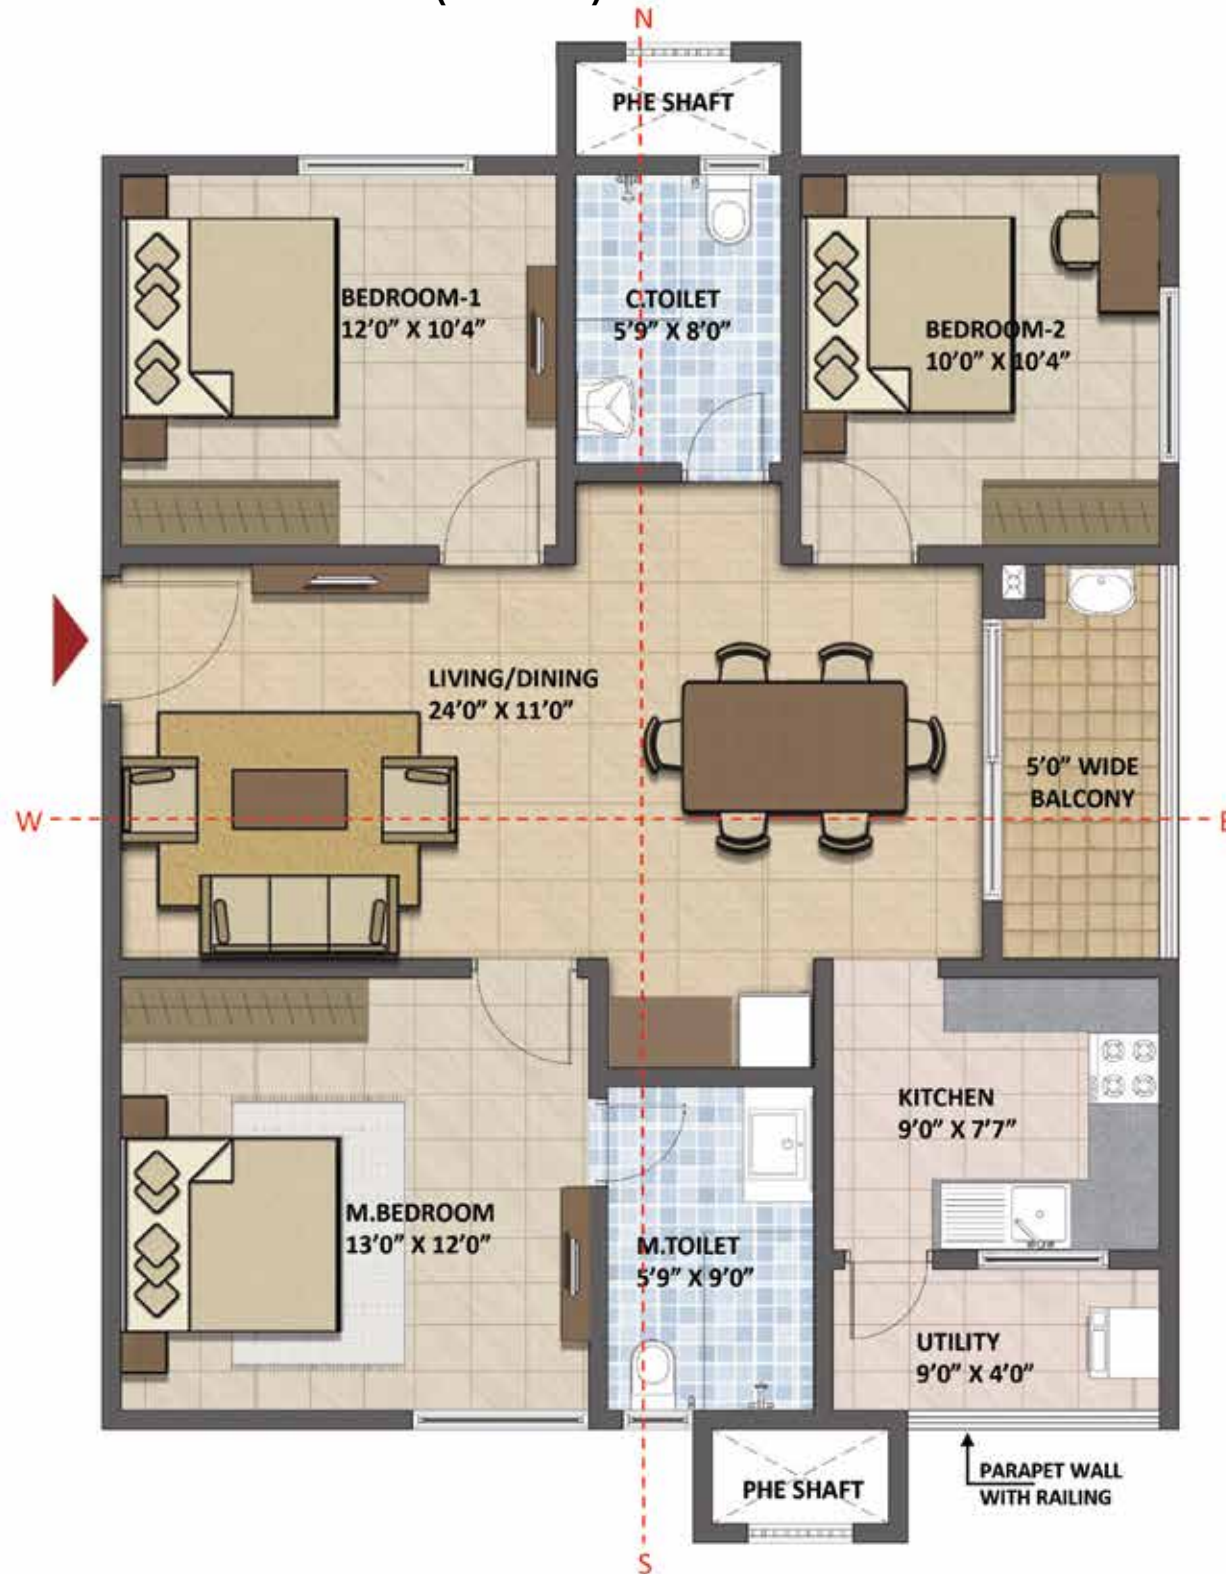 N
PHE SHAFT
BEDROOM-1
12'0" X 10'4"
C.TOILET
5'9" X 8'0"
BEDROOM-2
10'0" X 10'4"
LIVING/DINING
24'0" X 11'0"
5'0" WIDE
BALCONY
W
E
KITCHEN
9'0" X 7'7"
M.BEDROOM
13'0" X 12'0"
M.TOILET
5'9" X 9'0"
UTILITY
9'0" X 4'0"
PARAPET WALL
WITH RAILING
PHE SHAFT
S